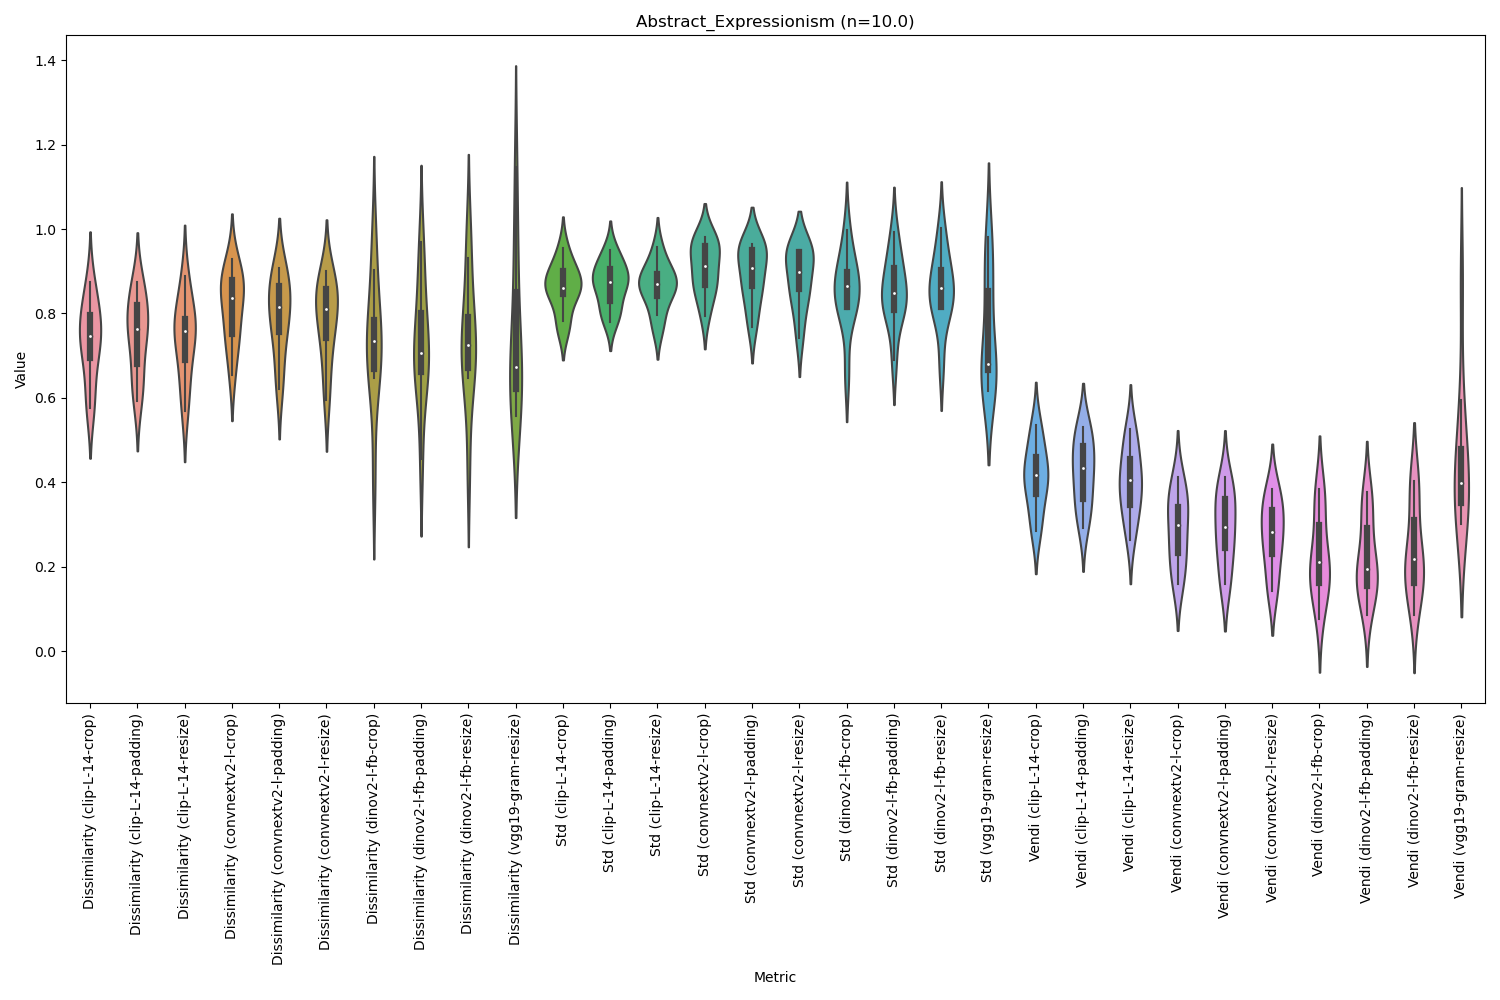 Abstract_Expressionism (n=10.0)
Value
1.4
1.2
1.0
0.8
0.6
0.4
0.2
0.0
Dissimilarity (clip-L-14-crop)
Dissimilarity (clip-L-14-padding)
Dissimilarity (clip-L-14-resize)
Dissimilarity (convnextv2-l-crop)
Dissimilarity (convnextv2-l-padding)
Dissimilarity (convnextv2-l-resize)
Dissimilarity (dinov2-l-fb-crop)
Dissimilarity (dinov2-l-fb-padding)
Dissimilarity (dinov2-l-fb-resize)
Dissimilarity (vgg19-gram-resize)
Std (clip-L-14-crop)
Std (clip-L-14-padding)
Std (clip-L-14-resize)
Std (convnextv2-l-crop)
Std (convnextv2-l-padding)
Std (convnextv2-l-resize)
Std (dinov2-l-fb-crop)
Std (dinov2-l-fb-padding)
Std (dinov2-l-fb-resize)
Std (vgg19-gram-resize)
Vendi (clip-L-14-crop)
Vendi (clip-L-14-padding)
Vendi (clip-L-14-resize)
Vendi (convnextv2-l-crop)
Vendi (convnextv2-l-padding)
Vendi (convnextv2-l-resize)
Vendi (dinov2-l-fb-crop)
Vendi (dinov2-l-fb-padding)
Vendi (dinov2-l-fb-resize)
Vendi (vgg19-gram-resize)
Metric